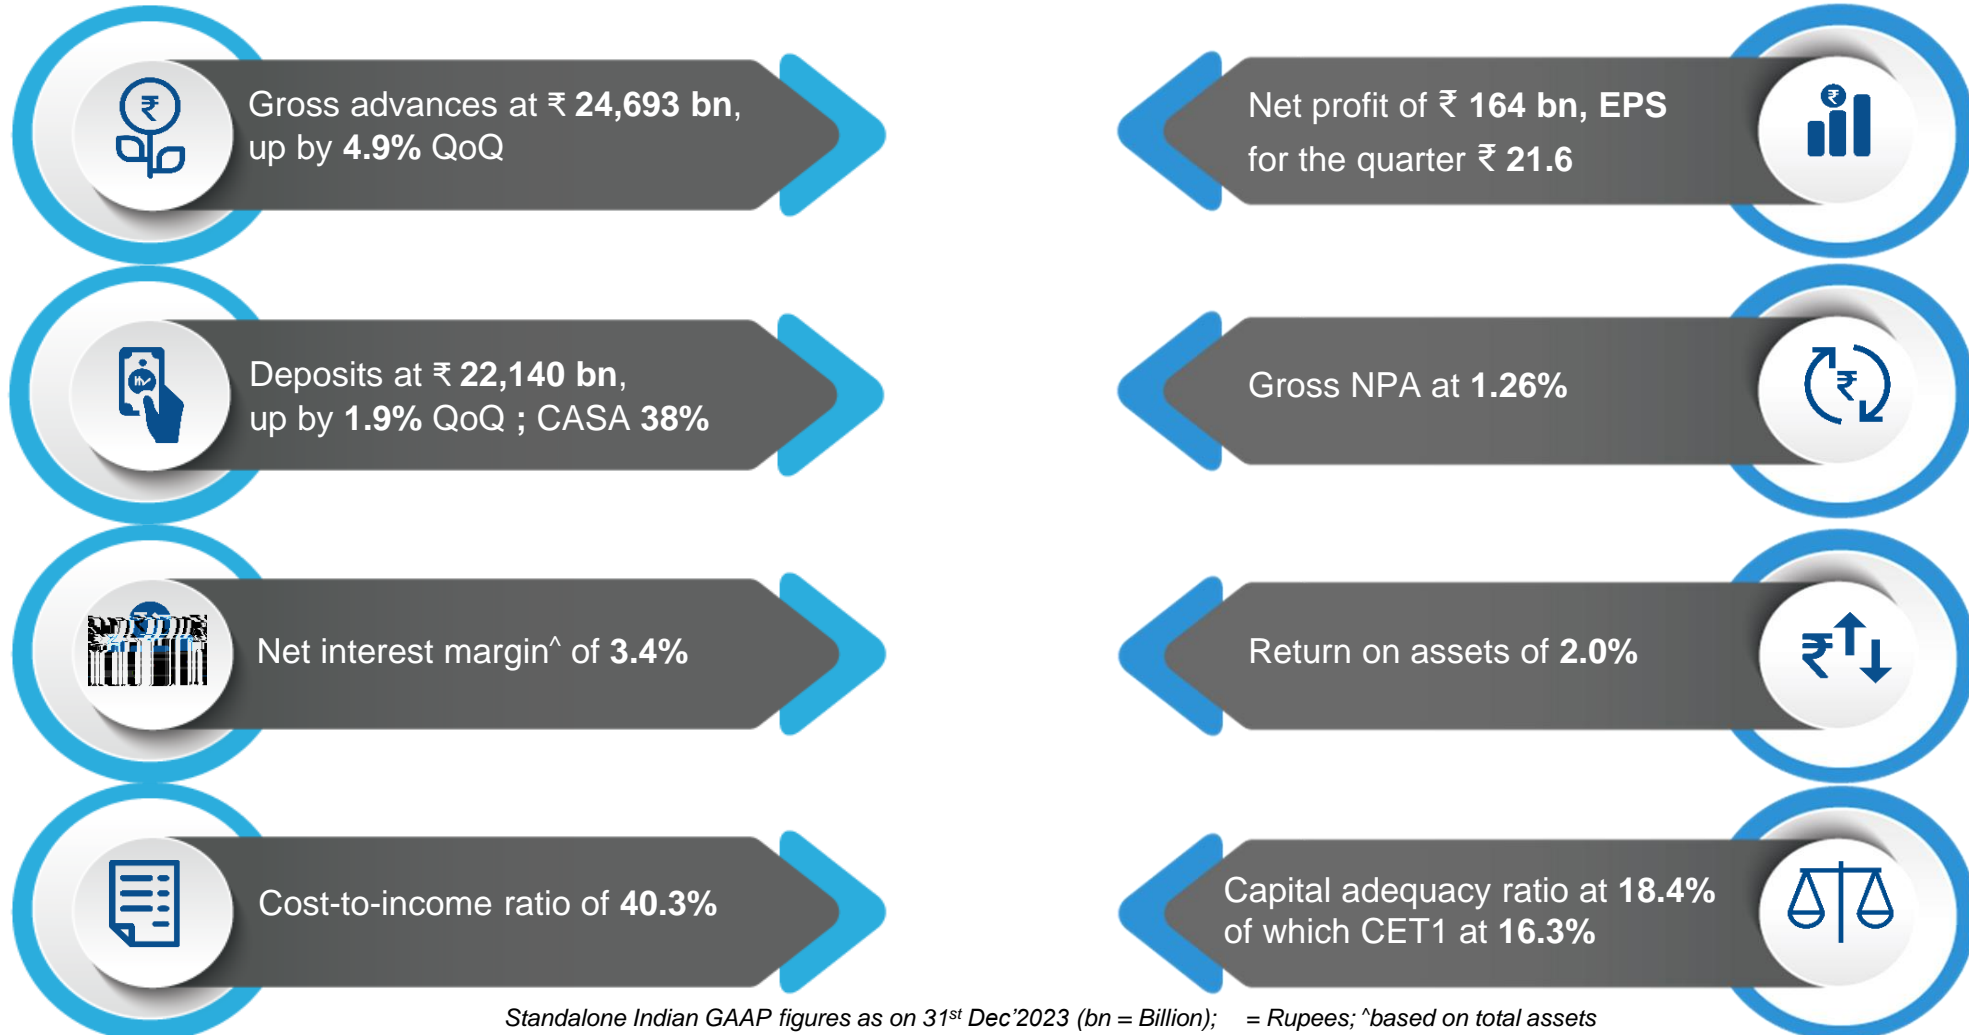 Gross advances at ₹ 24,693 bn,
up by 4.9% QoQ
Deposits at ₹ 22,140 bn,
up by 1.9% QoQ ; CASA 38%
Net interest margin^ of 3.4%
Cost-to-income ratio of 40.3%
Net profit of ₹ 164 bn, EPS
for the quarter ₹ 21.6
Gross NPA at 1.26%
Return on assets of 2.0%
Capital adequacy ratio at 18.4%
of which CET1 at 16.3%
Standalone Indian GAAP figures as on 31st Dec’2023 (bn = Billion); = Rupees; ^based on total assets